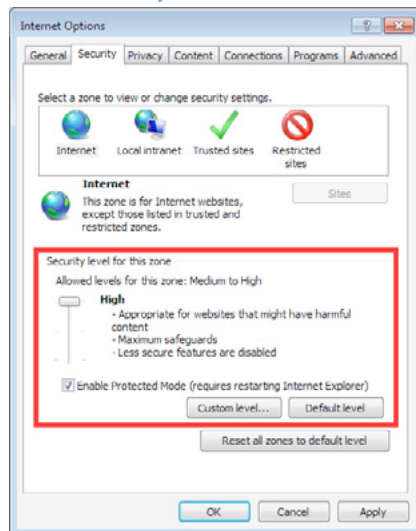 Internet Options
General Security Privacy Content Connections Programs Advanced
Select a zone to view or change security settings.
Internet Local intranet Trusted sites Restricted
sites
Internet
Sites
This zone is for Internet websites,
except those listed in trusted and
restricted zones.
Security level for this zone
Allowed levels for this zone: Medium to High
High
- Appropriate for websites that might have harmful
content
- Maximum safeguards
- Less secure features are disabled
Enable Protected Mode (requires restarting Internet Explorer)
Custom level... Default level
Reset all zones to default level
OK Cancel Apply